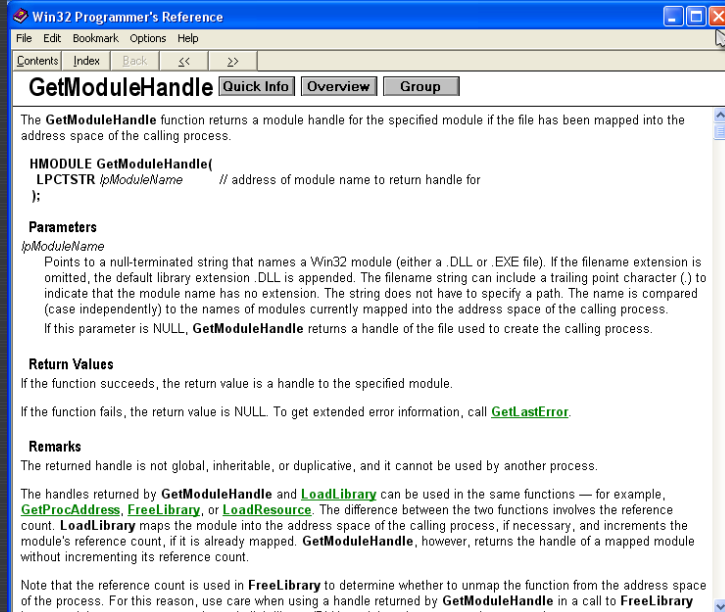 Win32 Programmer's Reference
File Edit Bookmark Options Help
Contents Index Back << >>
GetModuleHandle Quick Info Overview Group
The GetModuleHandle function returns a module handle for the specified module if the file has been mapped into the
address space of the calling process.
HMODULE GetModuleHandle(
LPCTSTR lpModuleName // address of module name to return handle for
);
Parameters
lpModuleName
Points to a null-terminated string that names a Win32 module (either a .DLL or .EXE file). If the filename extension is
omitted, the default library extension .DLL is appended. The filename string can include a trailing point character (.) to
indicate that the module name has no extension. The string does not have to specify a path. The name is compared
(case independently) to the names of modules currently mapped into the address space of the calling process.
If this parameter is NULL, GetModuleHandle returns a handle of the file used to create the calling process.
Return Values
If the function succeeds, the return value is a handle to the specified module.
If the function fails, the return value is NULL. To get extended error information, call GetLastError.
Remarks
The returned handle is not global, inheritable, or duplicative, and it cannot be used by another process.
The handles returned by GetModuleHandle and LoadLibrary can be used in the same functions — for example,
GetProcAddress, FreeLibrary, or LoadResource. The difference between the two functions involves the reference
count. LoadLibrary maps the module into the address space of the calling process, if necessary, and increments the
module's reference count, if it is already mapped. GetModuleHandle, however, returns the handle of a mapped module
without incrementing its reference count.
Note that the reference count is used in FreeLibrary to determine whether to unmap the function from the address space
of the process. For this reason, use care when using a handle returned by GetModuleHandle in a call to FreeLibrary